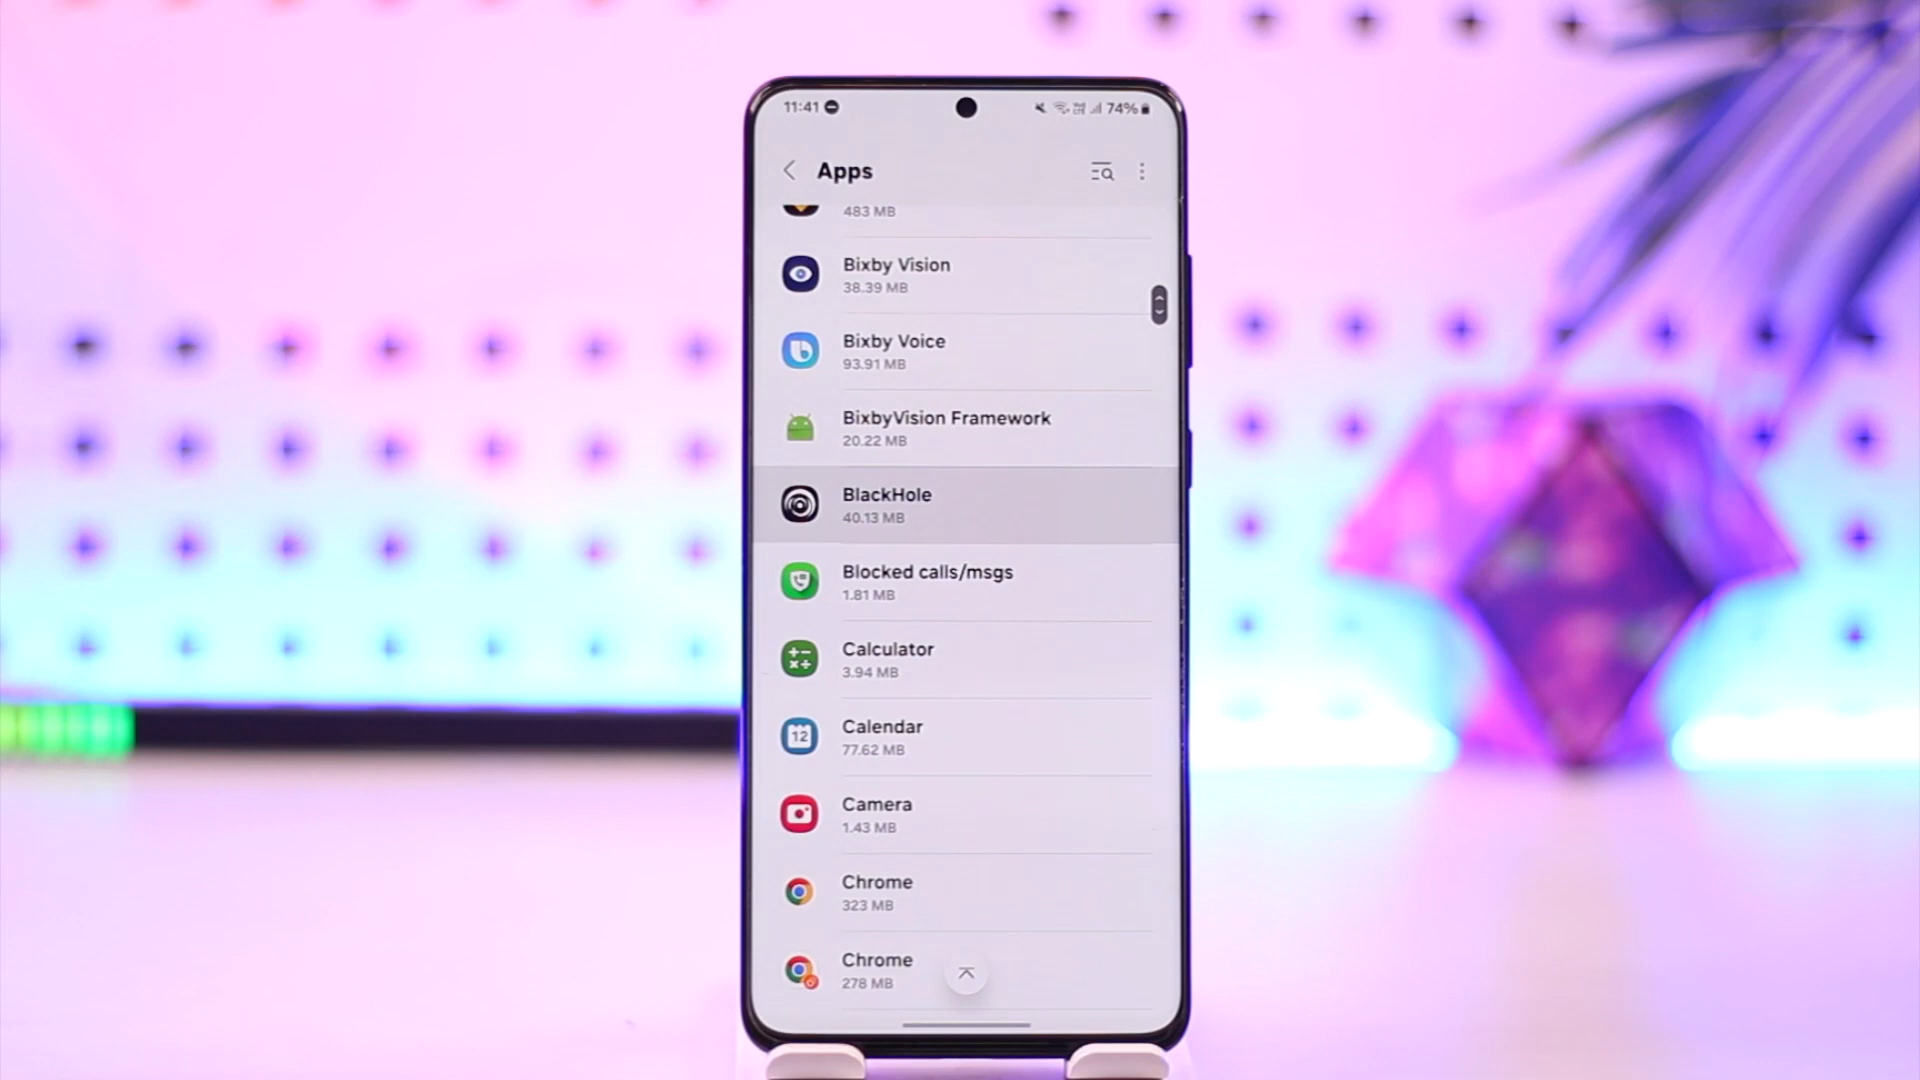 11:41
74%
Apps
483 MB
Bixby Vision
38.39 MB
Bixby Voice
93.91 MB
BixbyVision Framework
20.22 MB
BlackHole
40.13 MB
Blocked calls/msgs
1.81 MB
Calculator
3.94 MB
12
Calendar
77.62 MB
Camera
1.43 MB
Chrome
323 MB
Chrome
278 MB